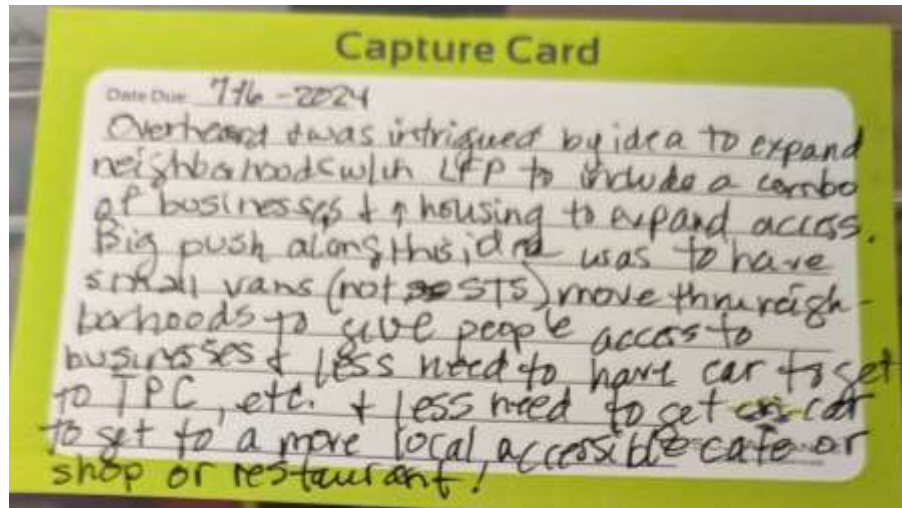 Capture Card
Date Due 7/6-2024
Overheard & was intrigued by idea to expand
neighborhoods w/in LFP to include a combo
of businesses & ↑ housing to expand access.
Big push along this idea was to have
small vans (not STS) move thru neigh-
borhoods to give people access to
businesses & less need to have car to get
to TPC, etc. & less need to get car
to get to a more local accessible cafe or
shop or restaurant!